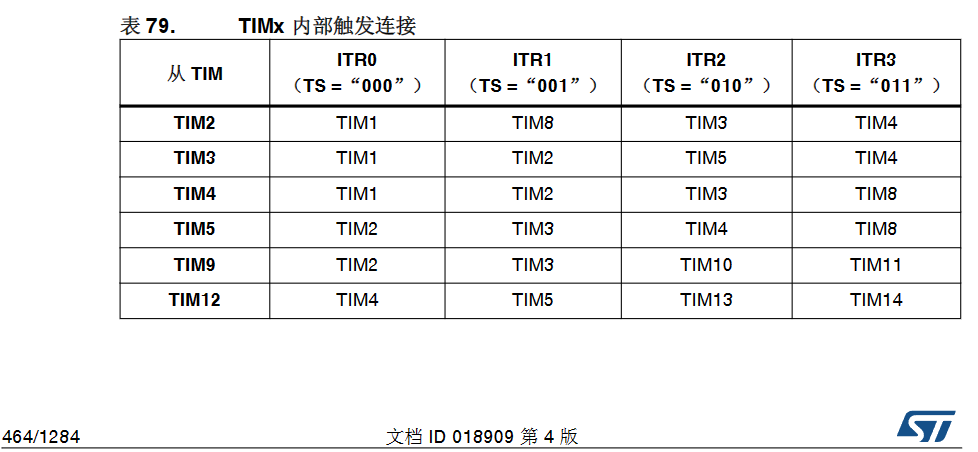 表 79. TIMx 内部触发连接
从 TIM ITR0 （TS =“000”） ITR1 （TS =“001”） ITR2 （TS =“010”） ITR3 （TS =“011”）
TIM2 TIM1 TIM8 TIM3 TIM4
TIM3 TIM1 TIM2 TIM5 TIM4
TIM4 TIM1 TIM2 TIM3 TIM8
TIM5 TIM2 TIM3 TIM4 TIM8
TIM9 TIM2 TIM3 TIM10 TIM11
TIM12 TIM4 TIM5 TIM13 TIM14
464/1284 文档 ID 018909 第 4 版 ST